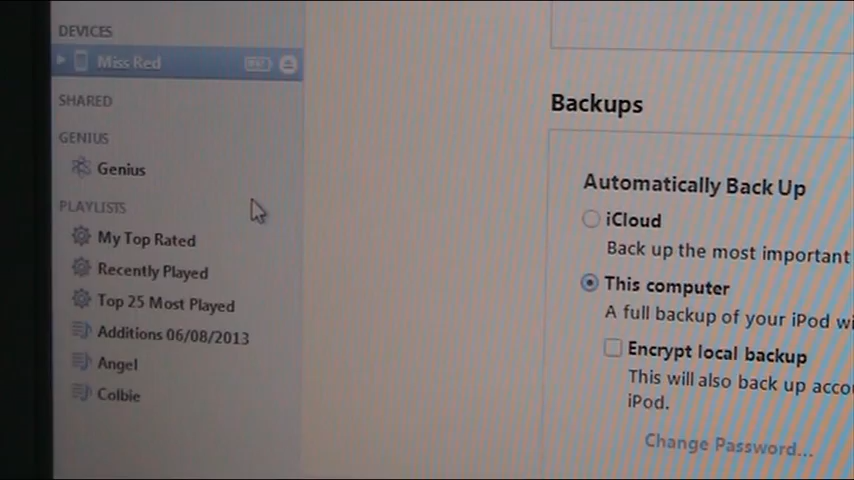 DEVICES
Miss Red
SHARED
GENIUS
Genius
PLAYLISTS
My Top Rated
Recently Played
Top 25 Most Played
Additions 06/08/2013
Angel
Colbie
Backups
Automatically Back Up
iCloud
Back up the most important
This computer
A full backup of your iPod wi
Encrypt local backup
This will also back up acco
iPod.
Change Password...